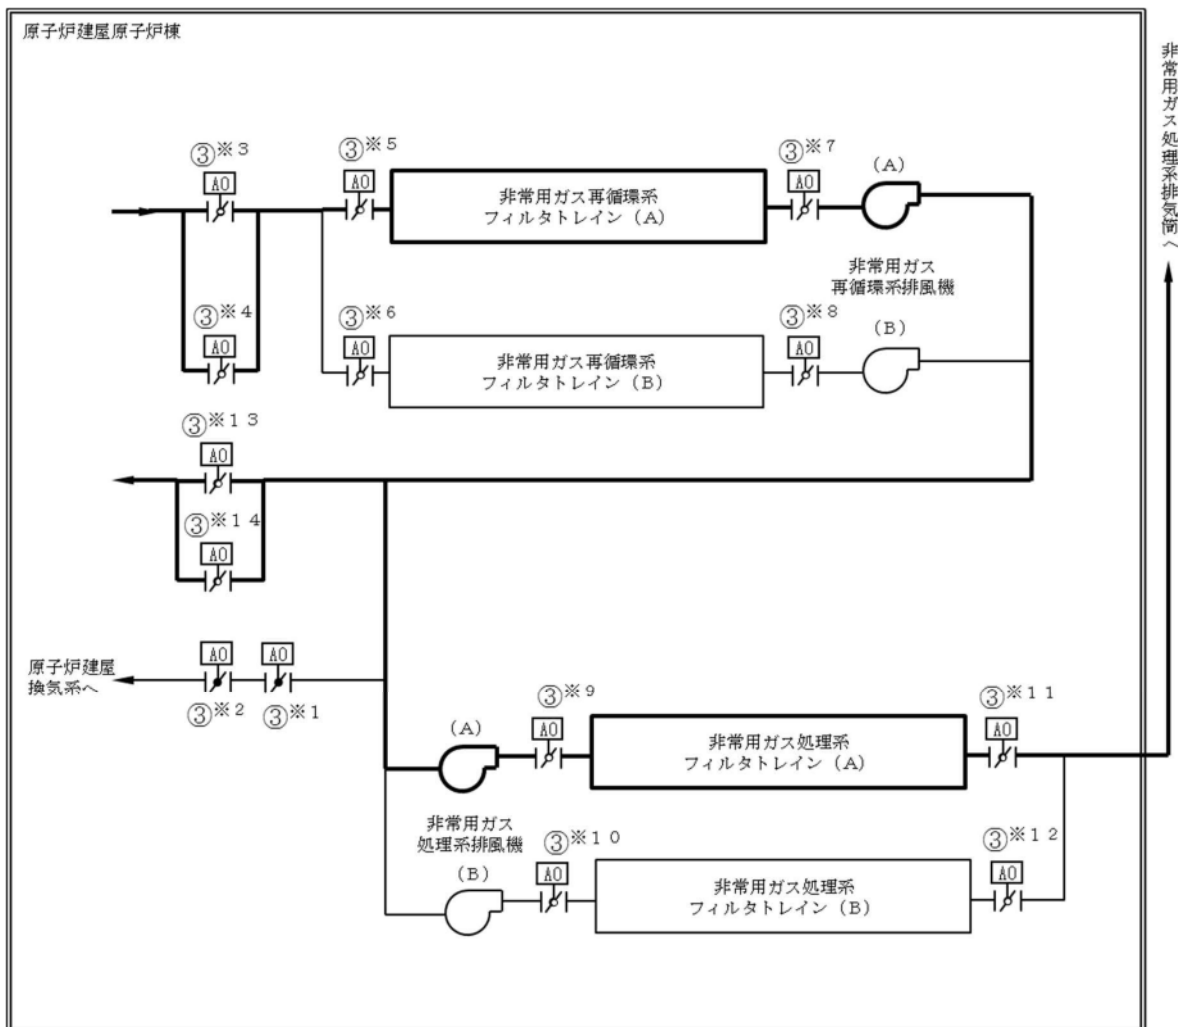 原子炉建屋原子炉棟
非常用ガス処理系排気筒へ
③※3
③※5
③※7
(A)
AO
AO
AO
非常用ガス再循環系
フィルタトレイン(A)
非常用ガス
再循環系排風機
③※4
③※6
③※8
(B)
AO
AO
AO
非常用ガス再循環系
フィルタトレイン(B)
③※13
AO
③※14
AO
原子炉建屋
換気系へ
AO
AO
③※2
③※1
(A)
③※9
③※11
AO
AO
非常用ガス処理系
フィルタトレイン(A)
非常用ガス
処理系排風機
③※10
③※12
(B)
AO
AO
非常用ガス処理系
フィルタトレイン(B)